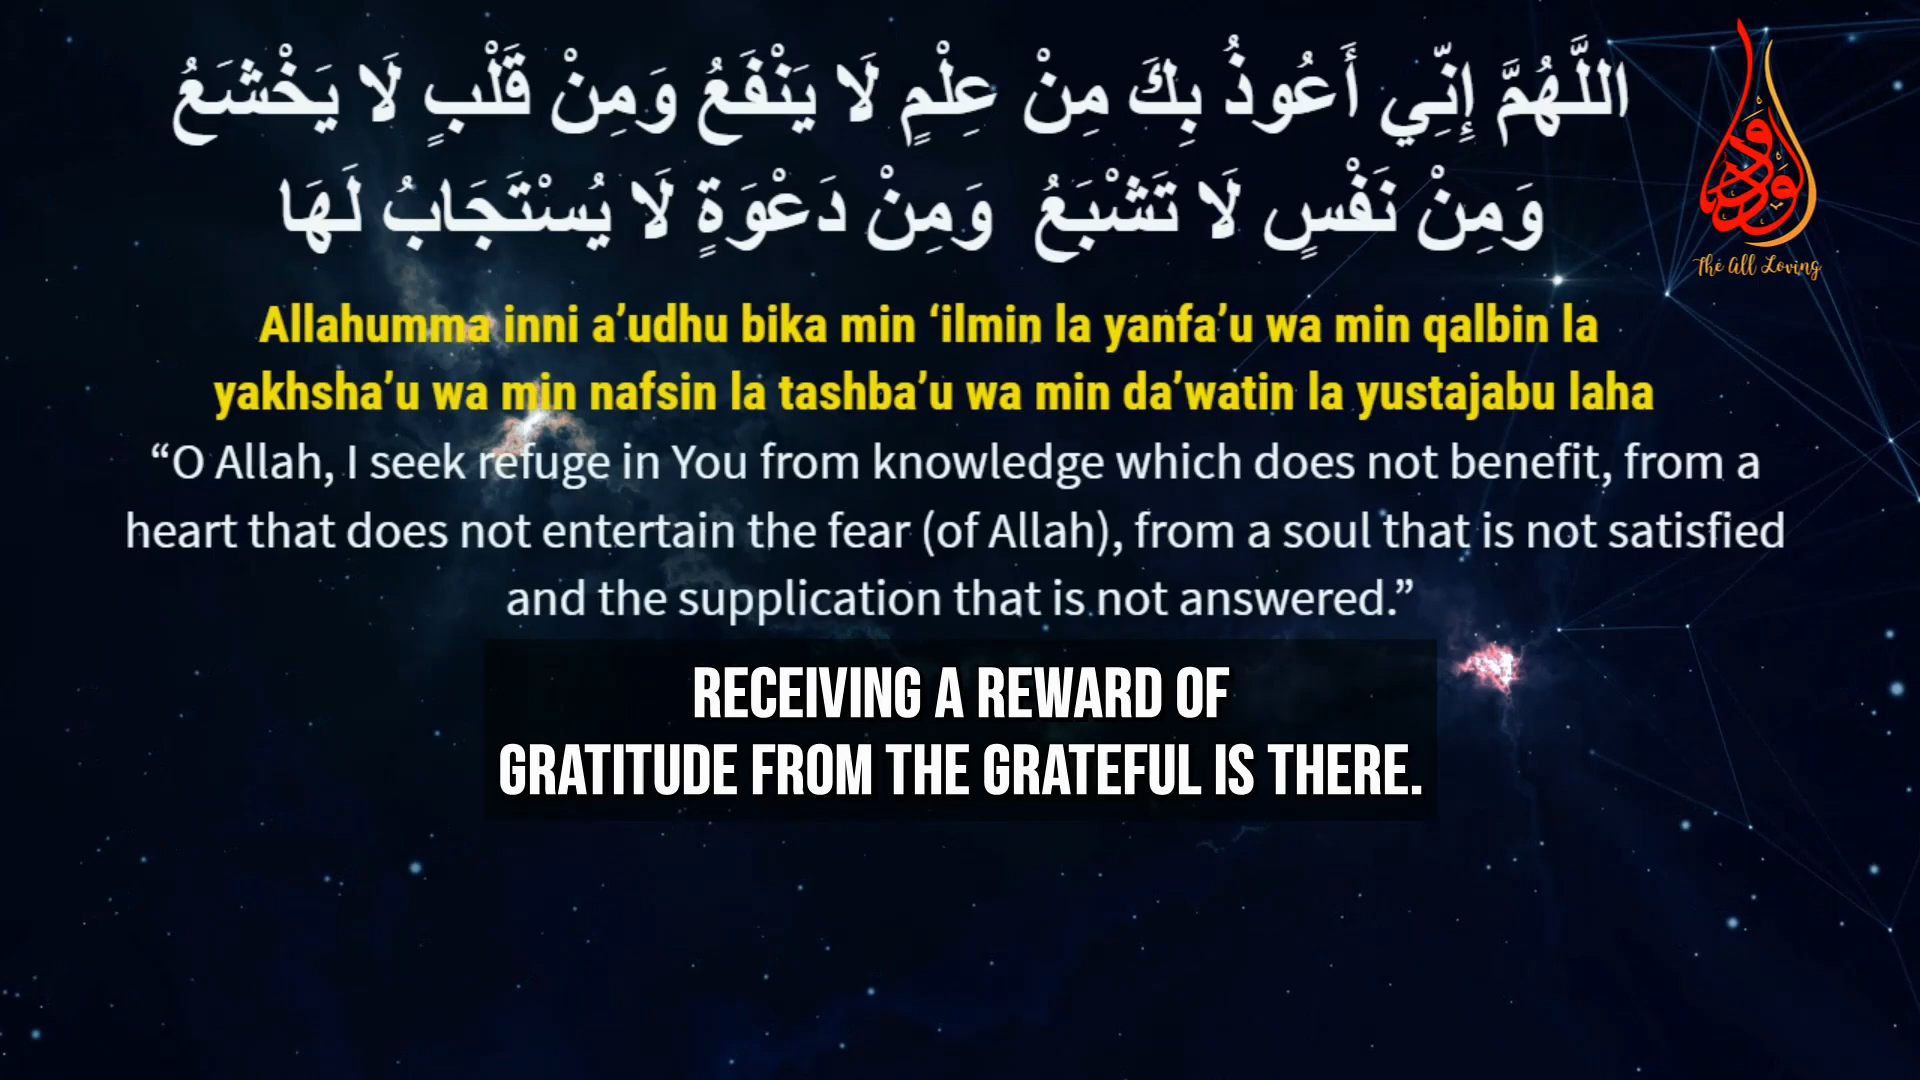 اللَّهُمَّ إِنِّي أَعُوذُ بِكَ مِنْ عِلْمٍ لَا يَنْفَعُ وَمِنْ قَلْبٍ لَا يَخْشَعُ
وَمِنْ نَفْسٍ لَا تَشْبَعُ وَمِنْ دَعْوَةٍ لَا يُسْتَجَابُ لَهَا
الودود
The All Loving
Allahumma inni a’udhu bika min ‘ilmin la yanfa’u wa min qalbin la
yakhsha’u wa min nafsin la tashba’u wa min da’watin la yustajabu laha
“O Allah, I seek refuge in You from knowledge which does not benefit, from a
heart that does not entertain the fear (of Allah), from a soul that is not satisfied
and the supplication that is not answered.”
RECEIVING A REWARD OF
GRATITUDE FROM THE GRATEFUL IS THERE.